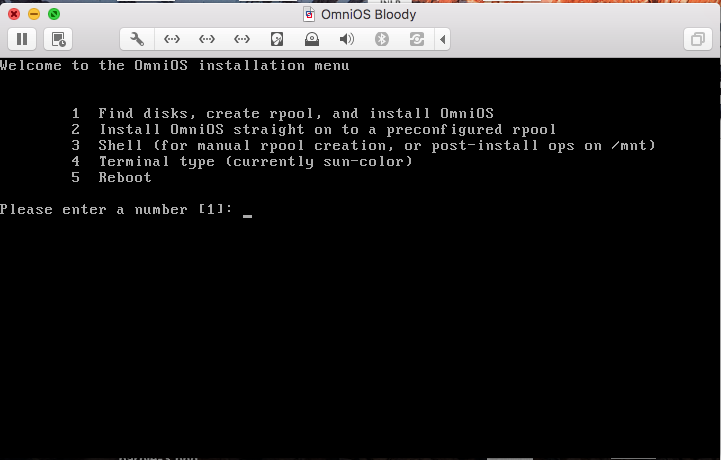 OmniOS Bloody
Welcome to the OmniOS installation menu
1 Find disks, create rpool, and install OmniOS
2 Install OmniOS straight on to a preconfigured rpool
3 Shell (for manual rpool creation, or post-install ops on /mnt)
4 Terminal type (currently sun-color)
5 Reboot
Please enter a number [1]: _